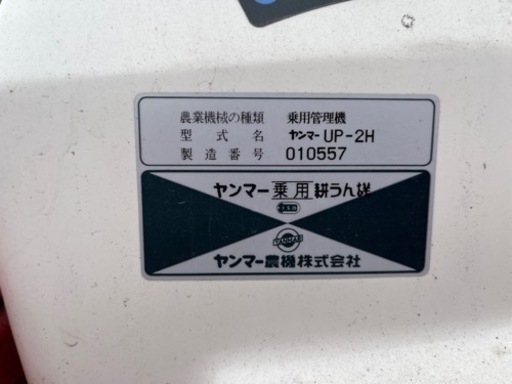 農業機械の種類 乗用管理機
型式名 ヤンマー UP-2H
製造番号 010557
ヤンマー乗用耕うん機
YANMAR
ヤンマー農機株式会社